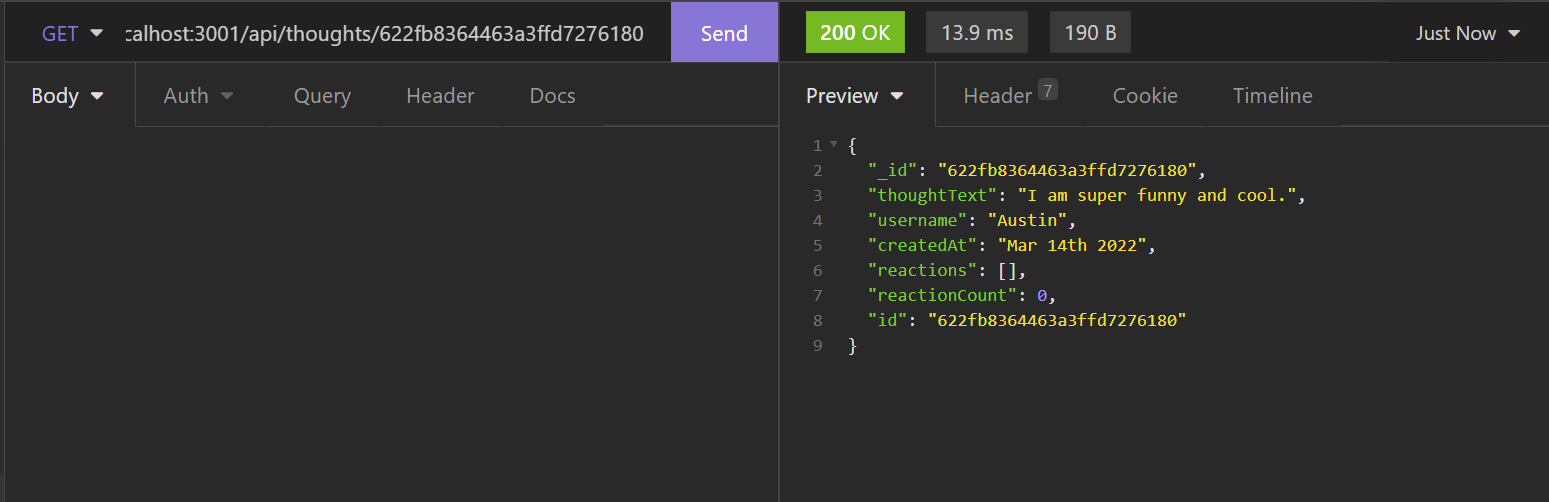 GET calhost:3001/api/thoughts/622fb8364463a3ffd7276180 Send 200 OK 13.9 ms 190 B Just Now
Body Auth Query Header Docs Preview Header 7 Cookie Timeline
1 {
2 "_id": "622fb8364463a3ffd7276180",
3 "thoughtText": "I am super funny and cool.",
4 "username": "Austin",
5 "createdAt": "Mar 14th 2022",
6 "reactions": [],
7 "reactionCount": 0,
8 "id": "622fb8364463a3ffd7276180"
9 }